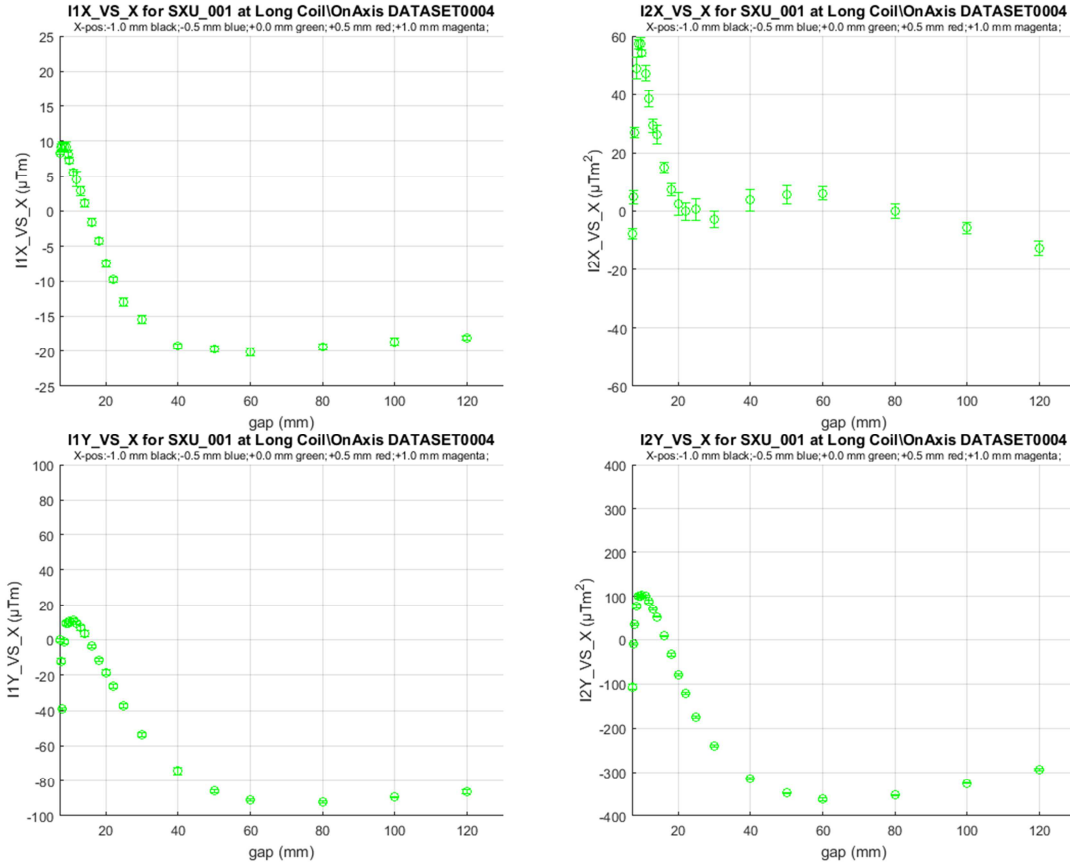 I1X_VS_X for SXU_001 at Long Coil\OnAxis DATASET0004
X-pos:-1.0 mm black;-0.5 mm blue;+0.0 mm green;+0.5 mm red;+1.0 mm magenta;
25
20
15
10
5
0
-5
-10
-15
-20
-25
I1X_VS_X (μTm)
20 40 60 80 100 120
gap (mm)
I2X_VS_X for SXU_001 at Long Coil\OnAxis DATASET0004
X-pos:-1.0 mm black;-0.5 mm blue;+0.0 mm green;+0.5 mm red;+1.0 mm magenta;
60
40
20
0
-20
-40
-60
I2X_VS_X (μTm²)
20 40 60 80 100 120
gap (mm)
I1Y_VS_X for SXU_001 at Long Coil\OnAxis DATASET0004
X-pos:-1.0 mm black;-0.5 mm blue;+0.0 mm green;+0.5 mm red;+1.0 mm magenta;
100
80
60
40
20
0
-20
-40
-60
-80
-100
I1Y_VS_X (μTm)
20 40 60 80 100 120
gap (mm)
I2Y_VS_X for SXU_001 at Long Coil\OnAxis DATASET0004
X-pos:-1.0 mm black;-0.5 mm blue;+0.0 mm green;+0.5 mm red;+1.0 mm magenta;
400
300
200
100
0
-100
-200
-300
-400
I2Y_VS_X (μTm²)
20 40 60 80 100 120
gap (mm)